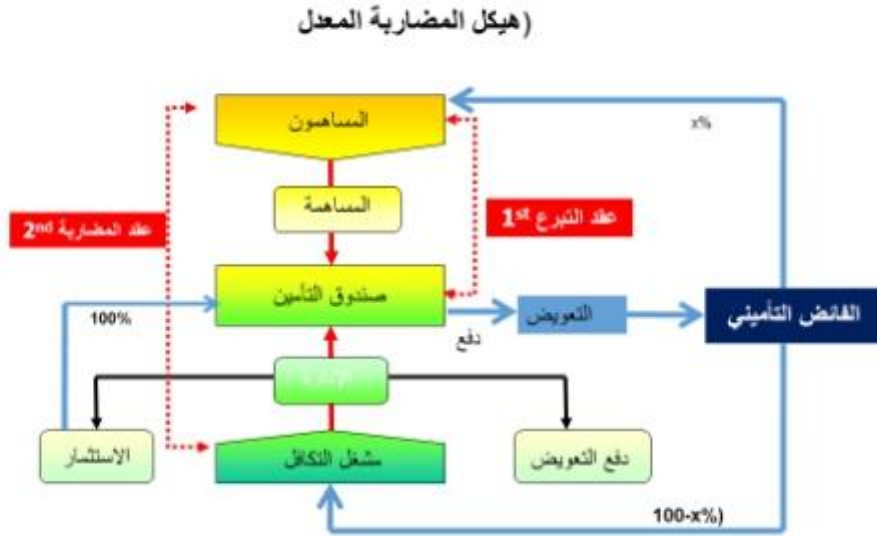 (هيكل المضاربة المعدل
المساهمون
x%
المساهمة
عقد المضاربة 2nd
عقد التبرع 1st
صندوق التأمين
التعويض
الفائض التأميني
100%
دفع
الاستثمار
مشغل التكافل
دفع التعويض
100-x%)